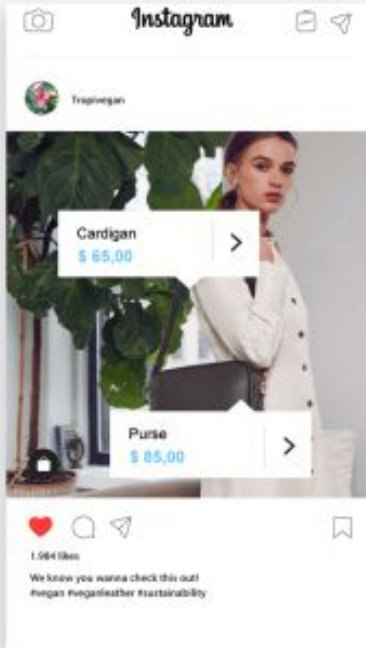 Instagram
Tropivegan
Cardigan
$ 65,00
Purse
$ 85,00
1.984 likes
We know you wanna check this out!
#vegan #veganleather #sustainability